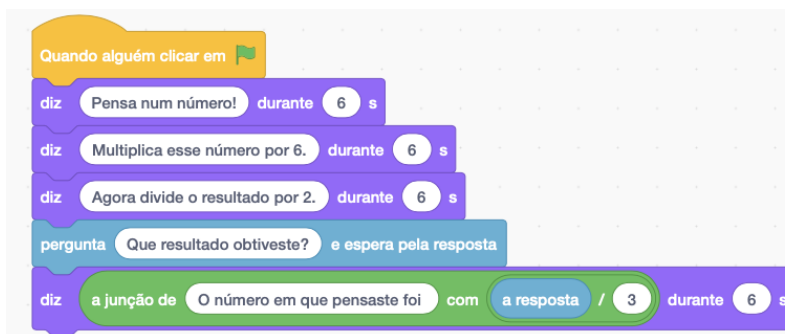 Quando alguém clicar em
diz Pensa num número! durante 6 s
diz Multiplica esse número por 6. durante 6 s
diz Agora divide o resultado por 2. durante 6 s
pergunta Que resultado obtiveste? e espera pela resposta
diz a junção de O número em que pensaste foi com a resposta / 3 durante 6 s